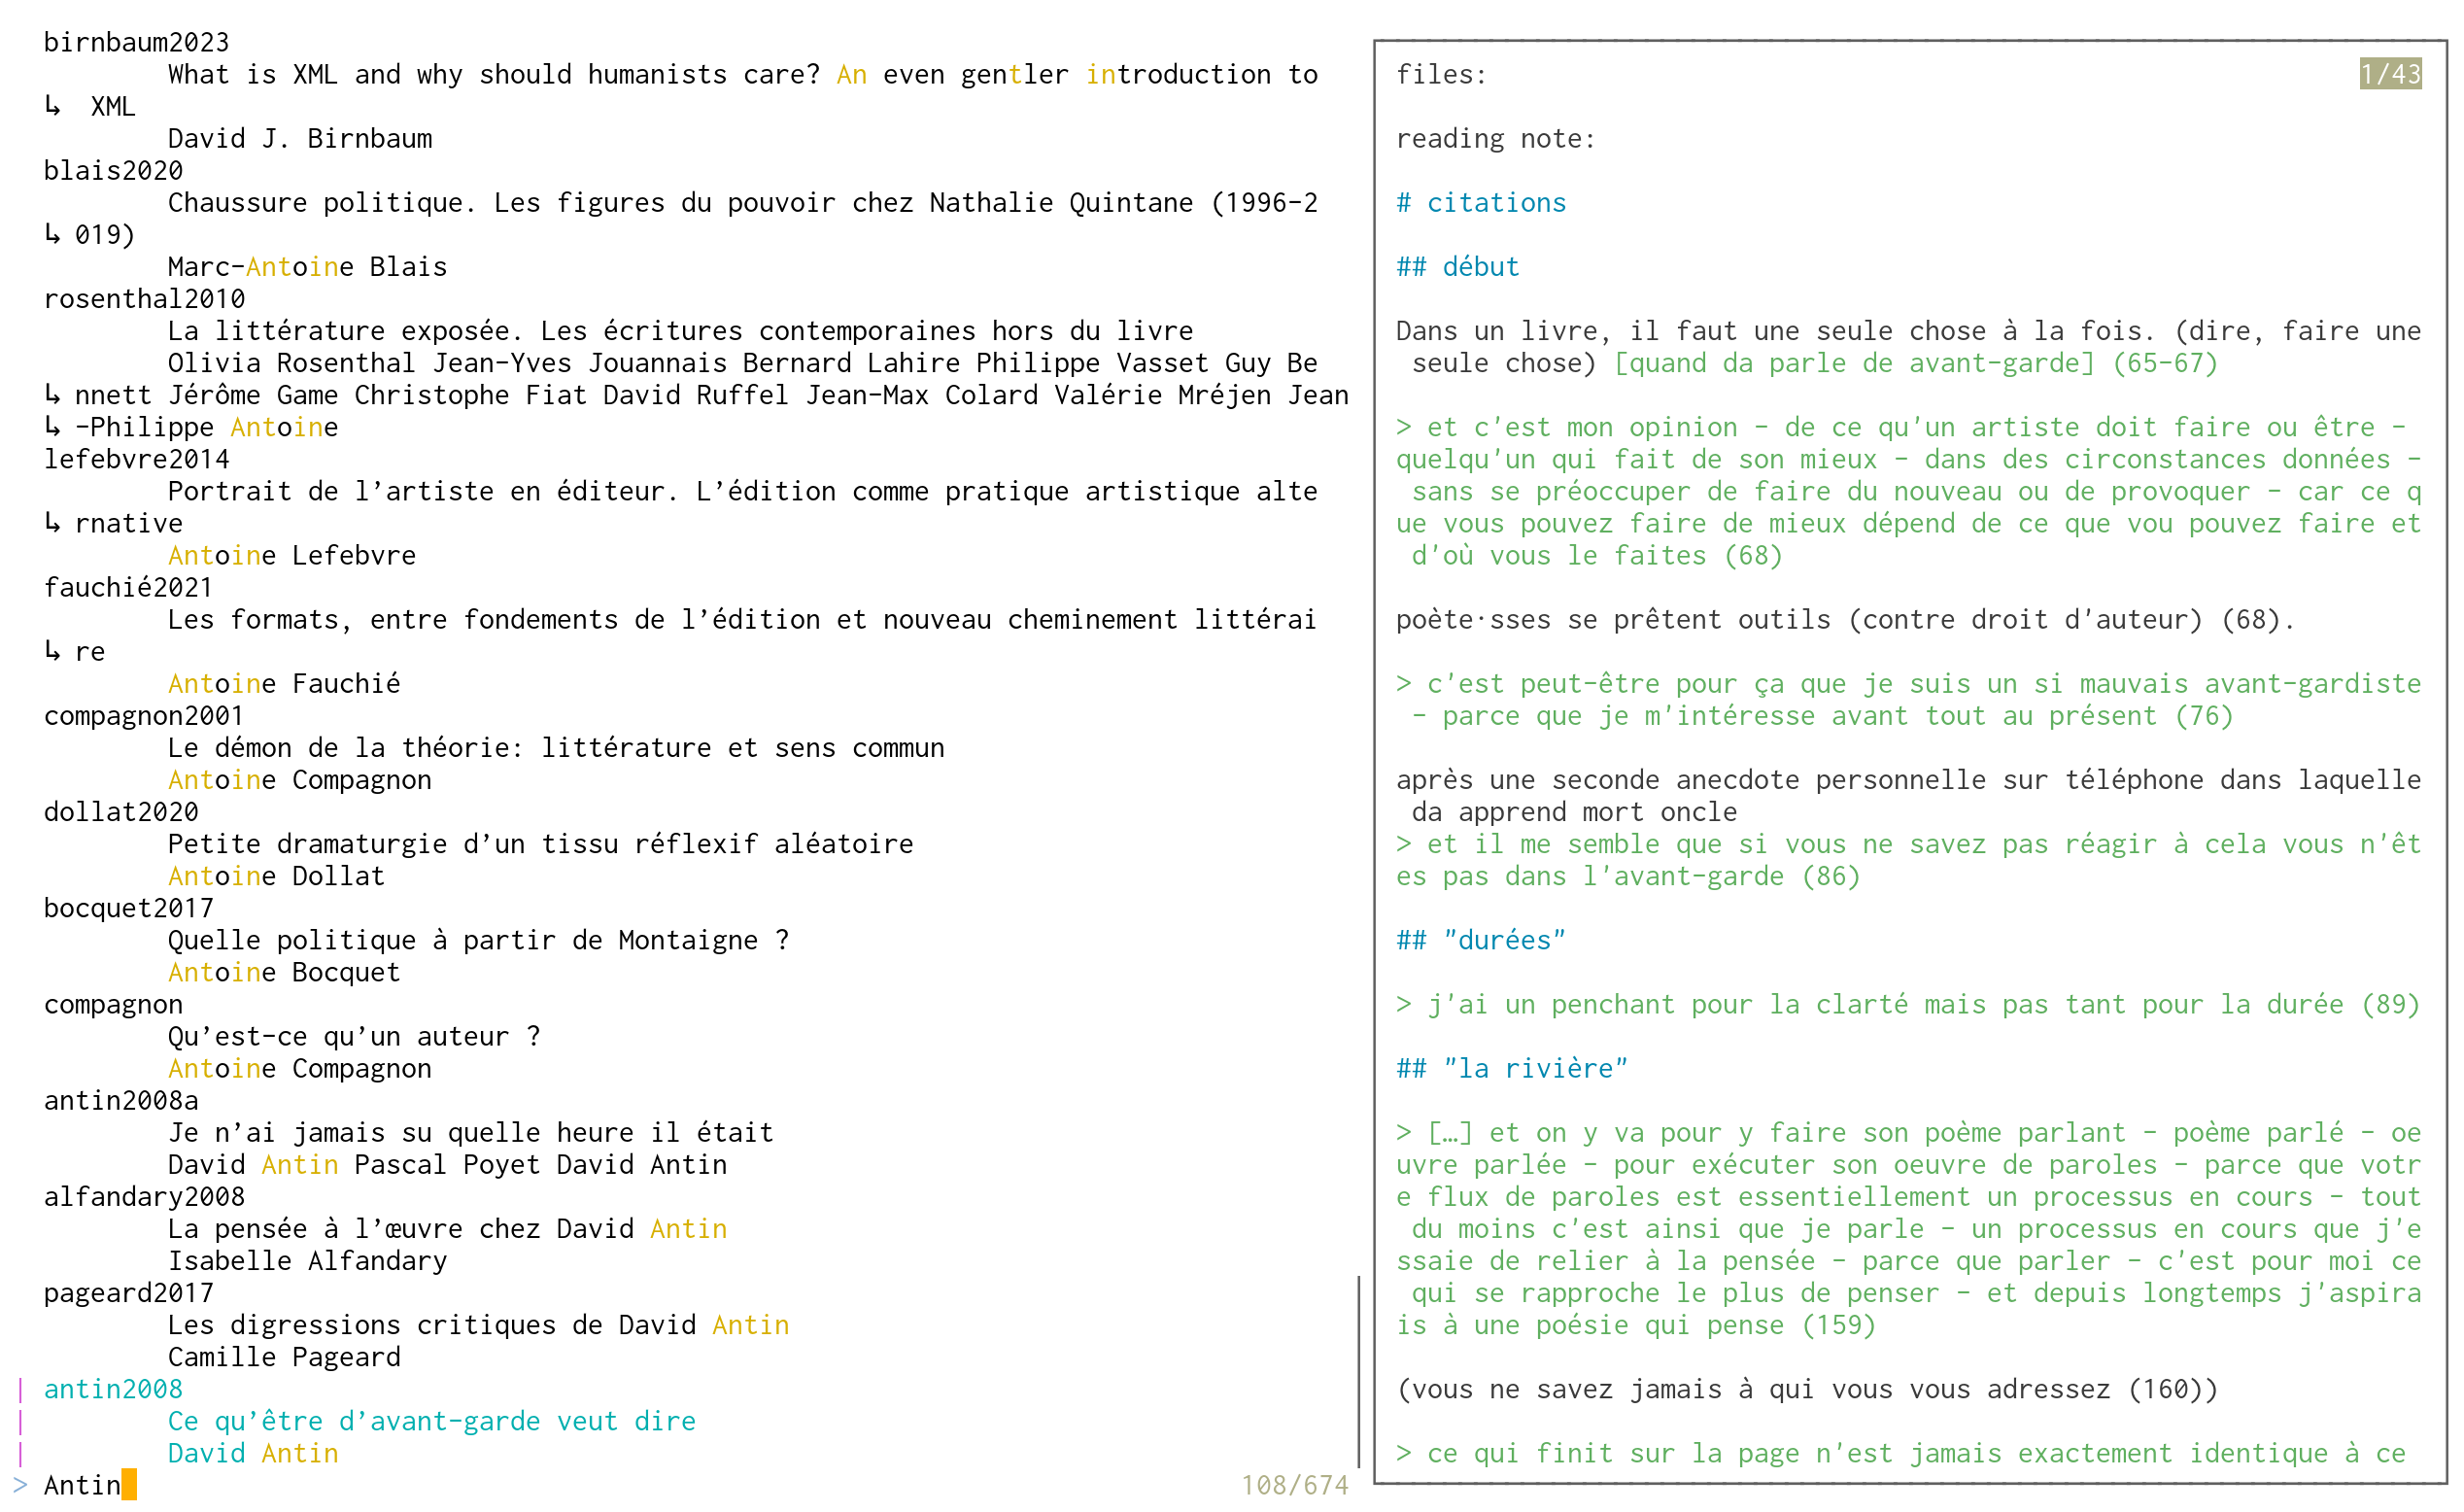 birnbaum2023
What is XML and why should humanists care? An even gentler introduction to
↳  XML
David J. Birnbaum
blais2020
Chaussure politique. Les figures du pouvoir chez Nathalie Quintane (1996-2
↳ 019)
Marc-Antoine Blais
rosenthal2010
La littérature exposée. Les écritures contemporaines hors du livre
Olivia Rosenthal Jean-Yves Jouannais Bernard Lahire Philippe Vasset Guy Be
↳ nnett Jérôme Game Christophe Fiat David Ruffel Jean-Max Colard Valérie Mréjen Jean
↳ -Philippe Antoine
lefebvre2014
Portrait de l’artiste en éditeur. L’édition comme pratique artistique alte
↳ rnative
Antoine Lefebvre
fauchié2021
Les formats, entre fondements de l’édition et nouveau cheminement littérai
↳ re
Antoine Fauchié
compagnon2001
Le démon de la théorie: littérature et sens commun
Antoine Compagnon
dollat2020
Petite dramaturgie d’un tissu réflexif aléatoire
Antoine Dollat
bocquet2017
Quelle politique à partir de Montaigne ?
Antoine Bocquet
compagnon
Qu’est-ce qu’un auteur ?
Antoine Compagnon
antin2008a
Je n’ai jamais su quelle heure il était
David Antin Pascal Poyet David Antin
alfandary2008
La pensée à l’œuvre chez David Antin
Isabelle Alfandary
pageard2017
Les digressions critiques de David Antin
Camille Pageard
| antin2008
| Ce qu’être d’avant-garde veut dire
| David Antin
> Antin
108/674
files:
1/43
reading note:
# citations
## début
Dans un livre, il faut une seule chose à la fois. (dire, faire une
seule chose) [quand da parle de avant-garde] (65-67)
> et c'est mon opinion - de ce qu'un artiste doit faire ou être -
quelqu'un qui fait de son mieux - dans des circonstances données -
sans se préoccuper de faire du nouveau ou de provoquer - car ce q
ue vous pouvez faire de mieux dépend de ce que vou pouvez faire et
d'où vous le faites (68)
poète·sses se prêtent outils (contre droit d'auteur) (68).
> c'est peut-être pour ça que je suis un si mauvais avant-gardiste
- parce que je m'intéresse avant tout au présent (76)
après une seconde anecdote personnelle sur téléphone dans laquelle
da apprend mort oncle
> et il me semble que si vous ne savez pas réagir à cela vous n'êt
es pas dans l'avant-garde (86)
## "durées"
> j'ai un penchant pour la clarté mais pas tant pour la durée (89)
## "la rivière"
> […] et on y va pour y faire son poème parlant - poème parlé - oe
uvre parlée - pour exécuter son oeuvre de paroles - parce que votr
e flux de paroles est essentiellement un processus en cours - tout
du moins c'est ainsi que je parle - un processus en cours que j'e
ssaie de relier à la pensée - parce que parler - c'est pour moi ce
qui se rapproche le plus de penser - et depuis longtemps j'aspira
is à une poésie qui pense (159)
(vous ne savez jamais à qui vous vous adressez (160))
> ce qui finit sur la page n'est jamais exactement identique à ce